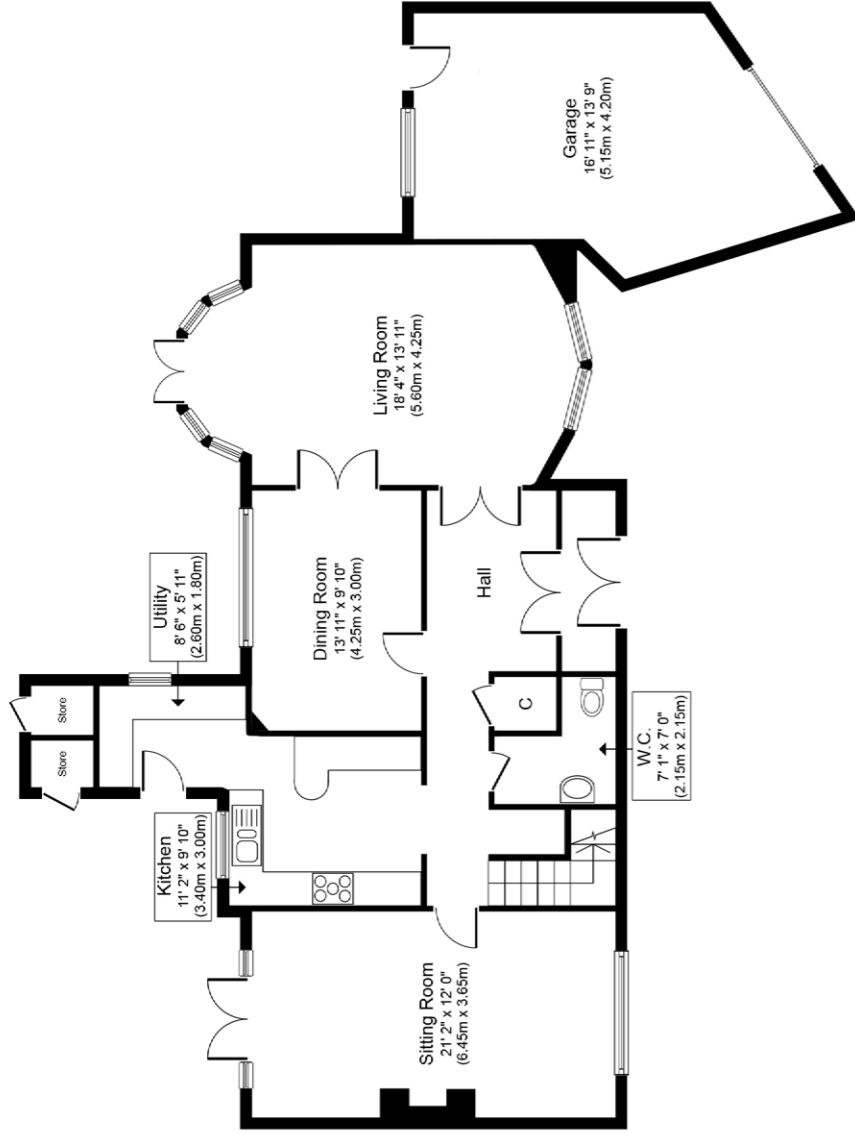 Store
Store
Utility
8' 6" x 5' 11"
(2.60m x 1.80m)
Kitchen
11' 2" x 9' 10"
(3.40m x 3.00m)
Dining Room
13' 11" x 9' 10"
(4.25m x 3.00m)
Living Room
18' 4" x 13' 11"
(5.60m x 4.25m)
Garage
16' 11" x 13' 9"
(5.15m x 4.20m)
Sitting Room
21' 2" x 12' 0"
(6.45m x 3.65m)
Hall
C
W.C.
7' 1" x 7' 0"
(2.15m x 2.15m)